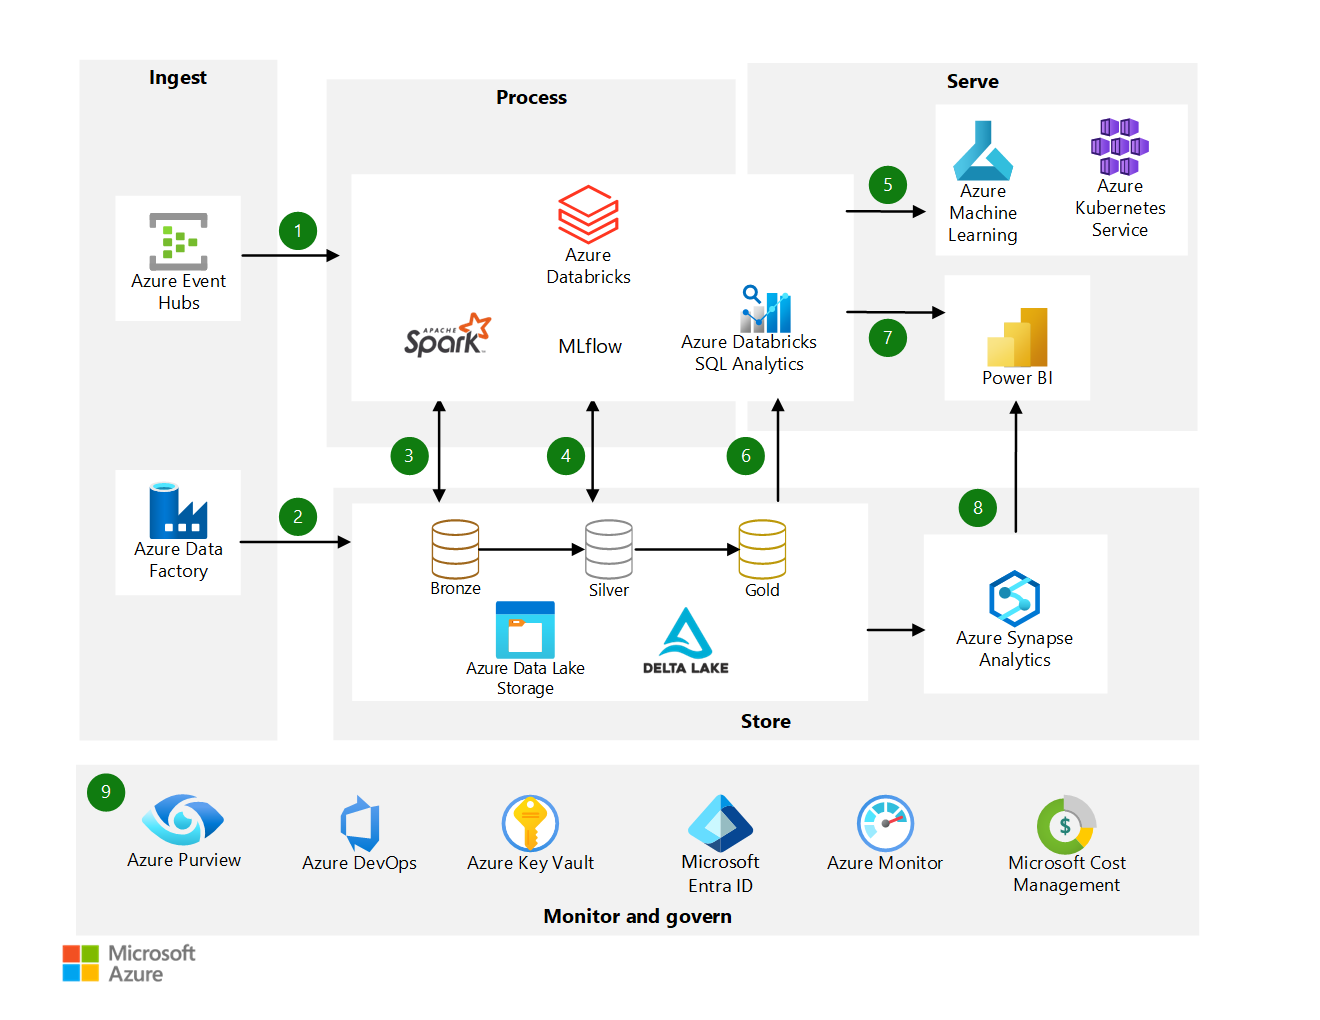 Ingest
Process
Serve
1
Azure Event
Hubs
Azure
Databricks
APACHE
Spark
MLflow
Azure Databricks
SQL Analytics
5
Azure
Machine
Learning
Azure
Kubernetes
Service
7
Power BI
3
4
6
2
Azure Data
Factory
Bronze
Silver
Gold
Azure Data Lake
Storage
DELTA LAKE
8
Azure Synapse
Analytics
Store
9
Azure Purview
Azure DevOps
Azure Key Vault
Microsoft
Entra ID
Azure Monitor
$
Microsoft Cost
Management
Monitor and govern
Microsoft
Azure